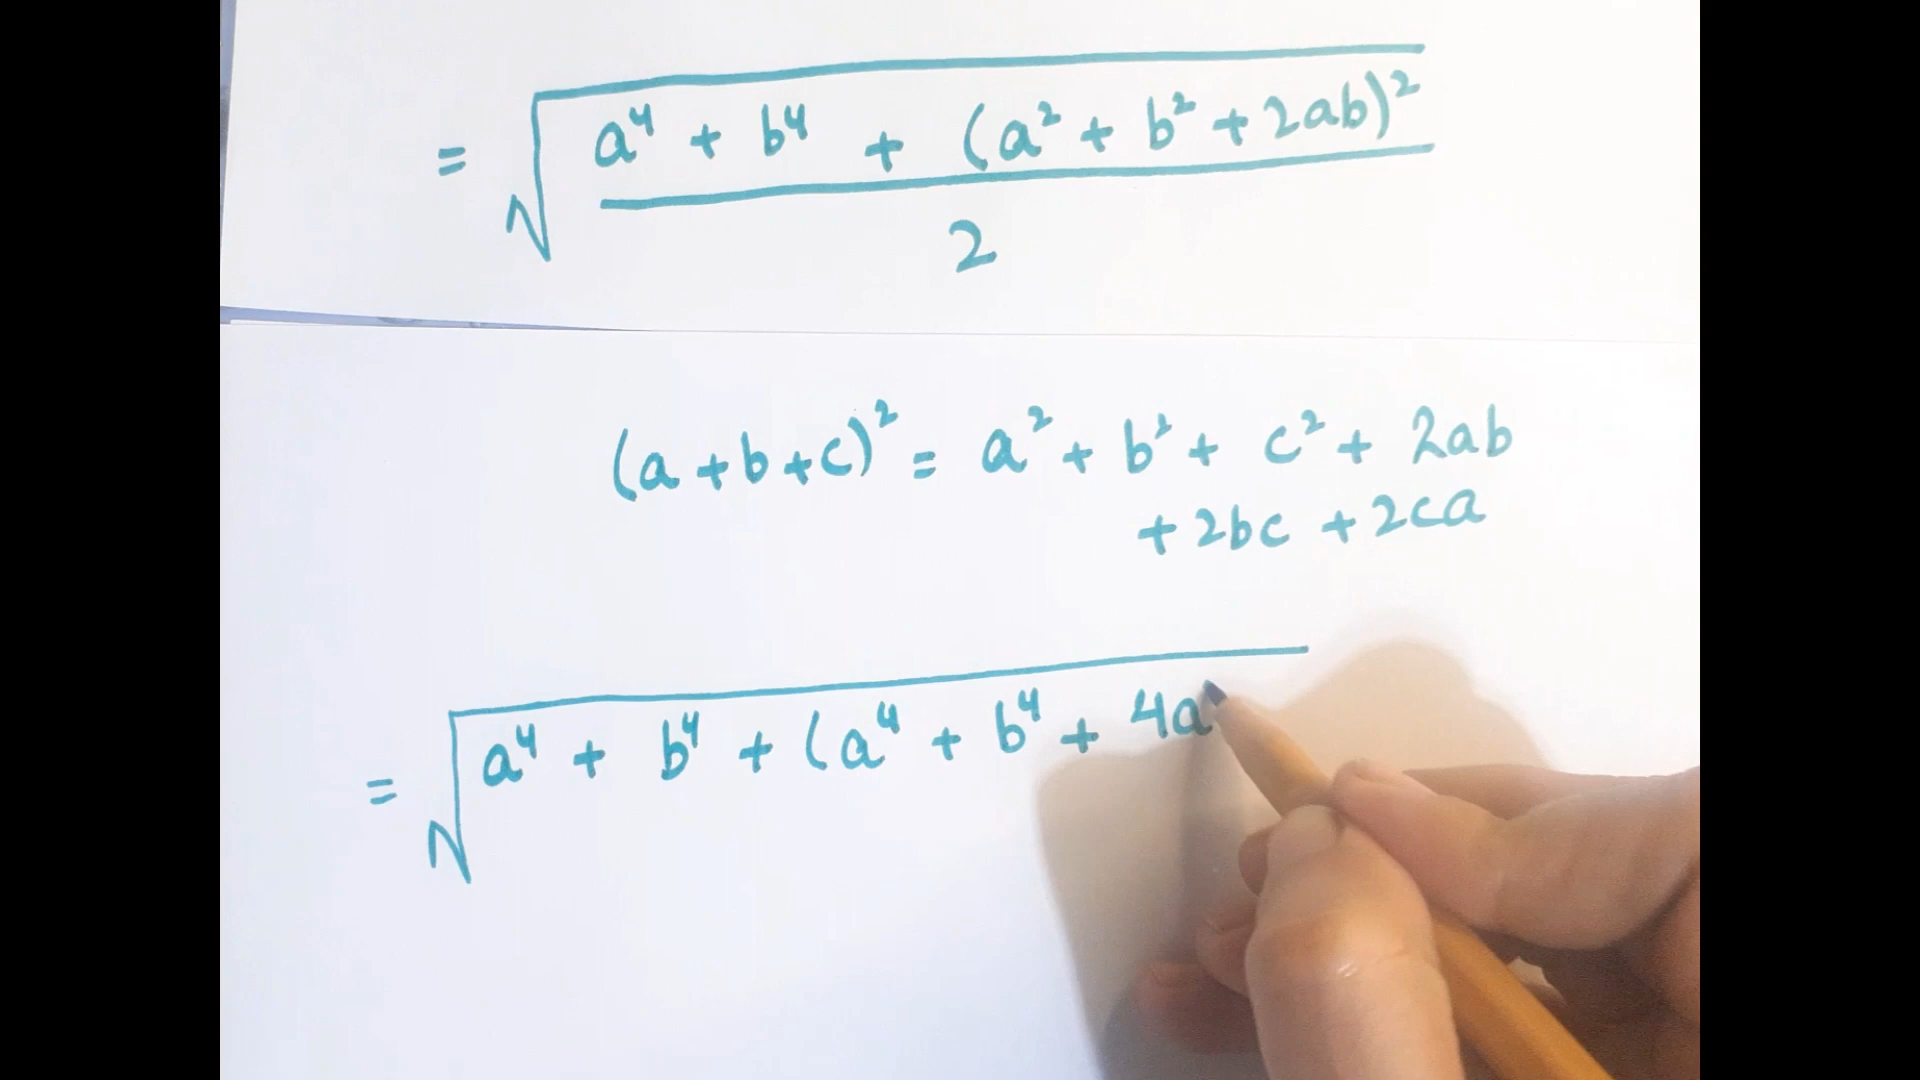 = √ a⁴ + b⁴ + (a² + b² + 2ab)²
2
(a + b + c)² = a² + b² + c² + 2ab
+ 2bc + 2ca
= √ a⁴ + b⁴ + (a⁴ + b⁴ + 4a